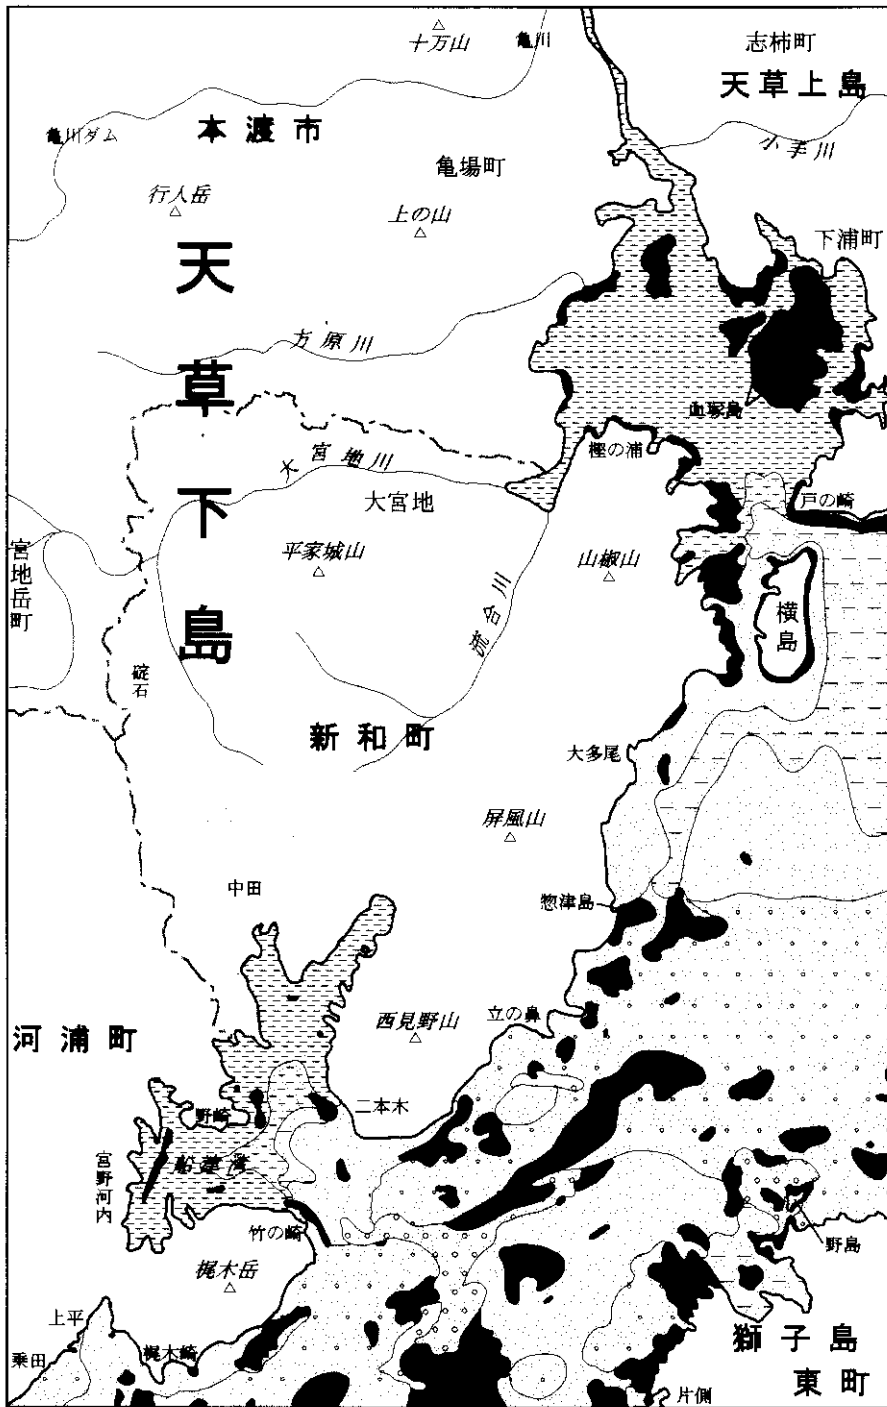 十万山
亀川
志柿町
天草上島
亀川ダム
本渡市
小手川
亀場町
行人岳
上の山
下浦町
天草下島
方原川
樫の浦
大宮地川
大宮地
戸の崎
宮地岳町
平家城山
山椒山
横島
流合川
碇石
新和町
大多尾
屏風山
中田
惣津島
西見野山
立の鼻
河浦町
野崎
二本木
宮野河内
竹の崎
野島
梶木岳
上平
獅子島
乗田
梶木崎
東町
片側